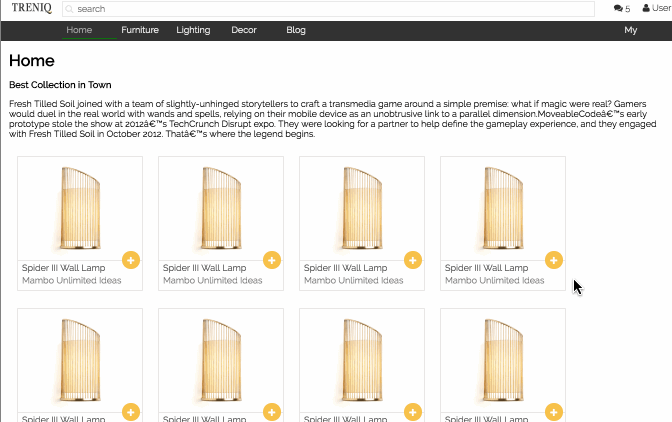 TRENIQ search 5 User
Home Furniture Lighting Decor Blog My
Home
Best Collection in Town
Fresh Tilled Soil joined with a team of slightly-unhinged storytellers to craft a transmedia game around a simple premise: what if magic were real? Gamers
would duel in the real world with wands and spells, relying on their mobile device as an unobtrusive link to a parallel dimension.MoveableCodeâ€™s early
prototype stole the show at 2012â€™s TechCrunch Disrupt expo. They were looking for a partner to help define the gameplay experience, and they engaged
with Fresh Tilled Soil in October 2012. Thatâ€™s where the legend begins.
Spider III Wall Lamp Spider III Wall Lamp Spider III Wall Lamp Spider III Wall Lamp
Mambo Unlimited Ideas Mambo Unlimited Ideas Mambo Unlimited Ideas Mambo Unlimited Ideas
Spider III Wall Lamp Spider III Wall Lamp Spider III Wall Lamp Spider III Wall Lamp